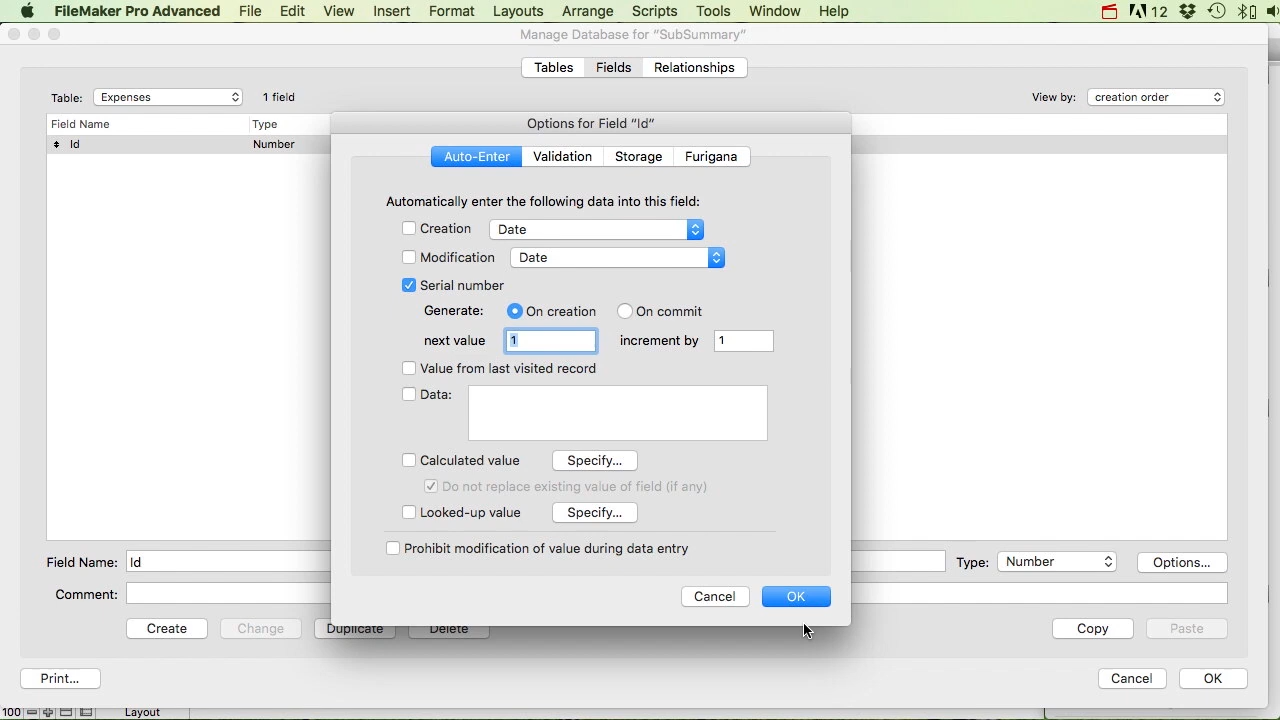 FileMaker Pro Advanced File Edit View Insert Format Layouts Arrange Scripts Tools Window Help 12
Manage Database for “SubSummary”
Tables Fields Relationships
Table: Expenses 1 field View by: creation order
Field Name Type
Id Number
Options for Field “Id”
Auto-Enter Validation Storage Furigana
Automatically enter the following data into this field:
Creation Date
Modification Date
Serial number
Generate: On creation On commit
next value 1 increment by 1
Value from last visited record
Data:
Calculated value Specify...
Do not replace existing value of field (if any)
Looked-up value Specify...
Prohibit modification of value during data entry
Cancel OK
Field Name: Id Type: Number Options...
Comment:
Create Change Duplicate Delete Copy Paste
Print... Cancel OK
100 Layout